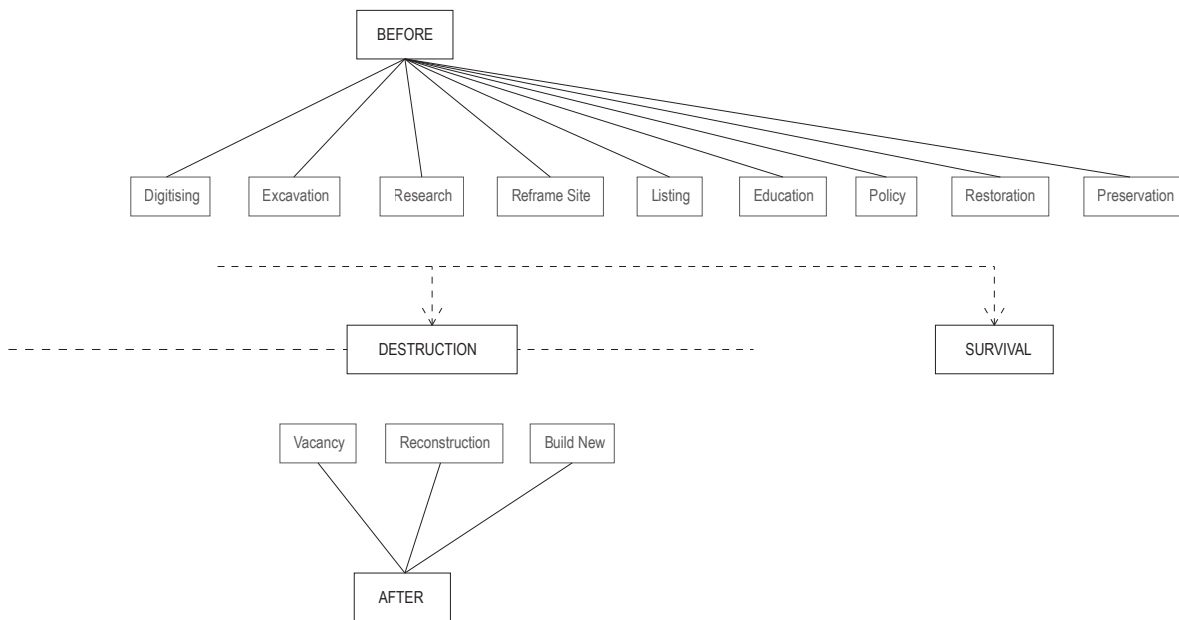 BEFORE
Digitising
Excavation
Research
Reframe Site
Listing
Education
Policy
Restoration
Preservation
DESTRUCTION
SURVIVAL
Vacancy
Reconstruction
Build New
AFTER